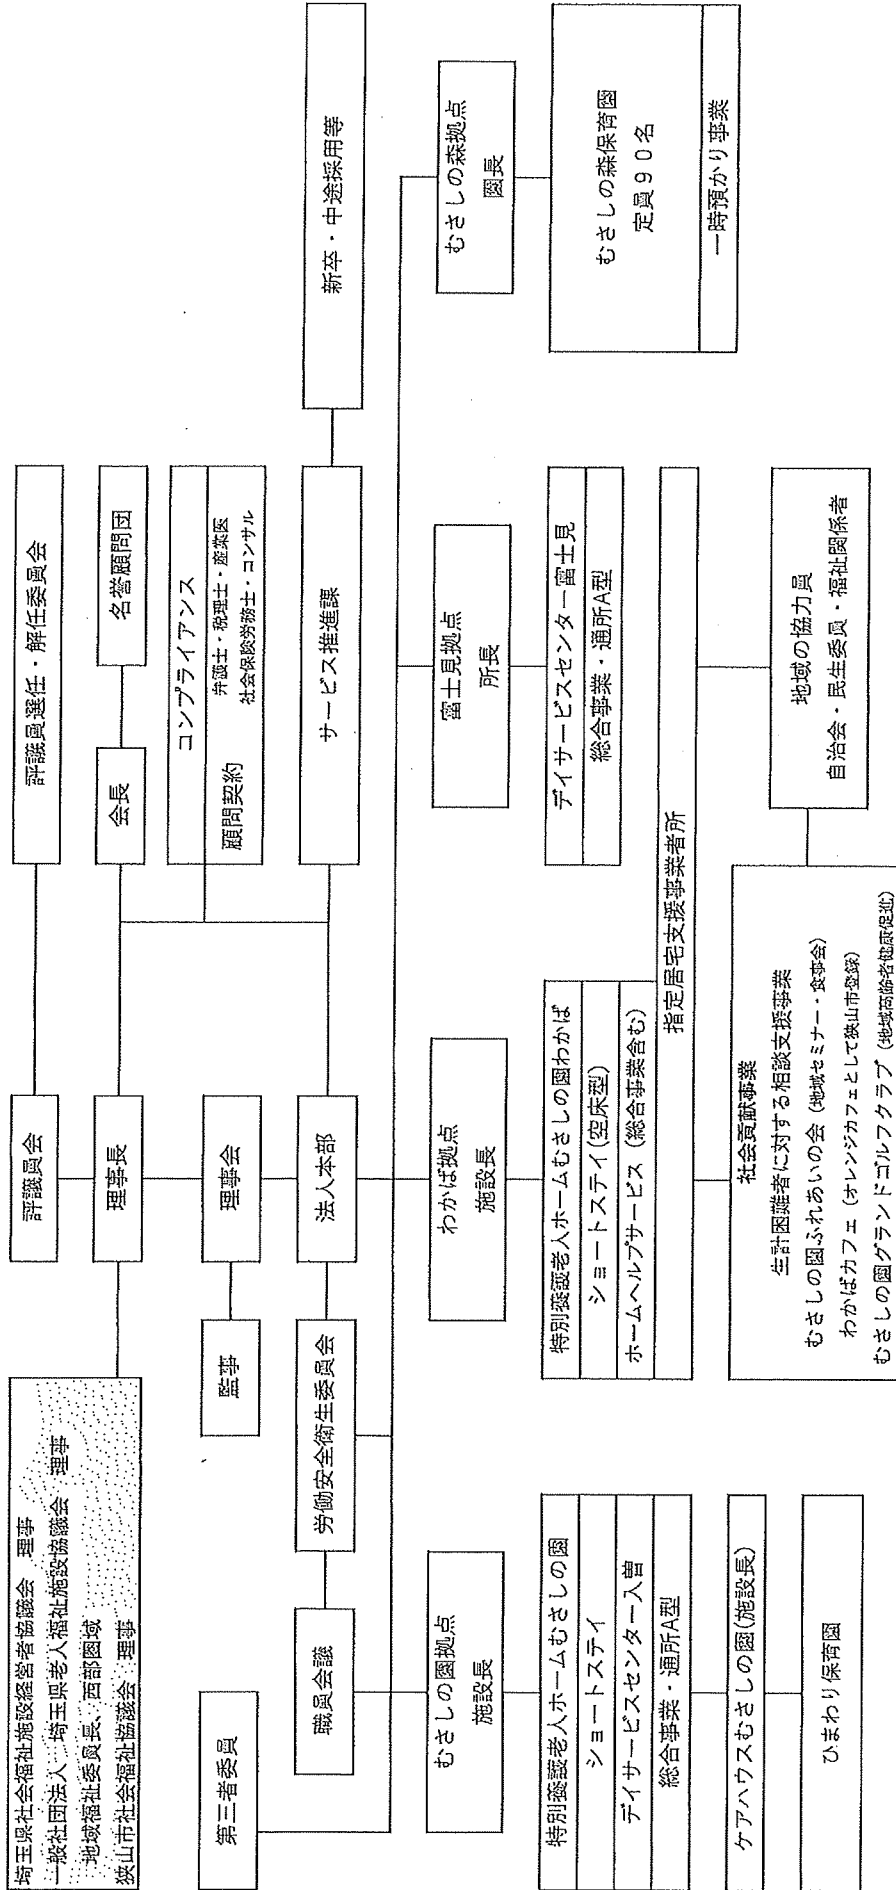 埼玉県社会福祉施設経営者協議会 理事
一般社団法人 埼玉県老人福祉施設協議会 理事
地域福祉委員長、西部圏域
狭山市社会福祉協議会 理事
評議員会
評議員選任・解任委員会
理事長
会長
名誉顧問団
理事会
監事
コンプライアンス
顧問契約
弁護士・税理士・産業医
社会保険労務士・コンサル
法人本部
サービス推進課
新卒・中途採用等
労働安全衛生委員会
職員会議
第三者委員
むさしの園拠点
施設長
わかば拠点
施設長
富士見拠点
所長
むさしの森拠点
園長
特別養護老人ホームむさしの園
ショートステイ
デイサービスセンター入曽
総合事業・通所A型
ケアハウスむさしの園(施設長)
ひまわり保育園
特別養護老人ホームむさしの園わかば
ショートステイ(空床型)
ホームヘルプサービス(総合事業含む)
指定居宅支援事業者所
デイサービスセンター富士見
総合事業・通所A型
むさしの森保育園
定員90名
一時預かり事業
社会貢献事業
生計困難者に対する相談支援事業
むさしの園ふれあいの会(地域セミナー・食事会)
わかばカフェ(オレンジカフェとして狭山市登録)
むさしの園グランドゴルフクラブ(地域高齢者健康促進)
地域の協力員
自治会・民生委員・福祉関係者